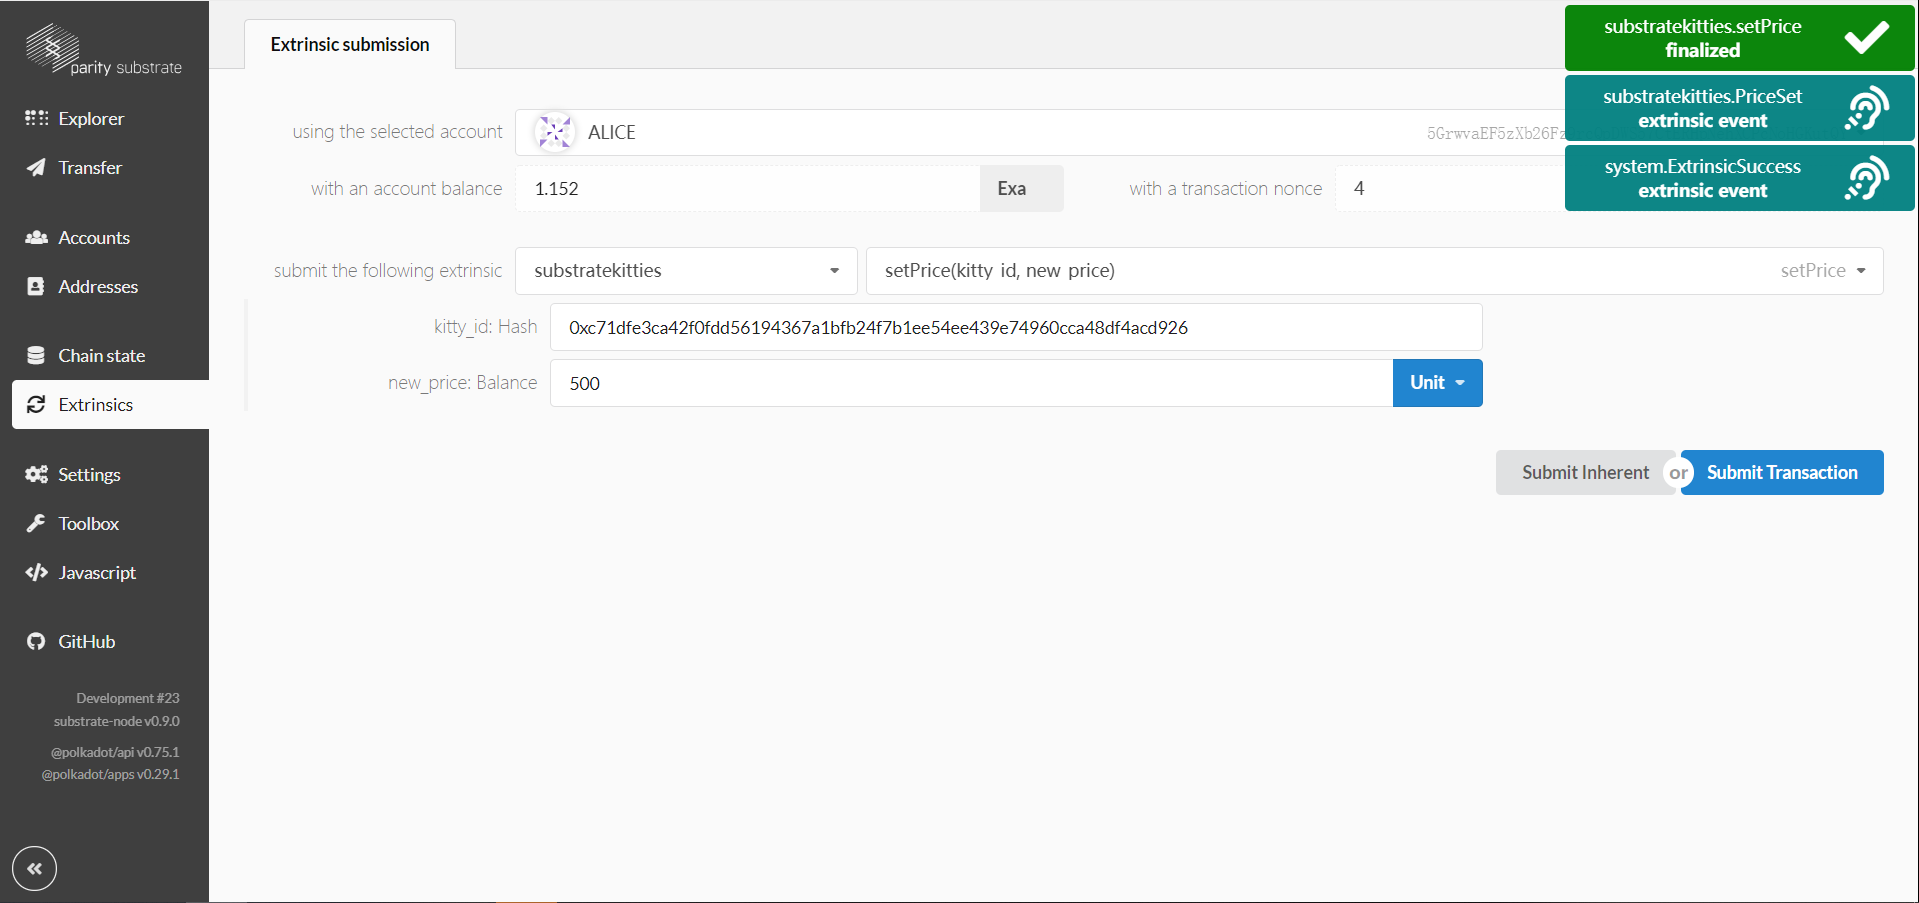 parity substrate
Explorer
Transfer
Accounts
Addresses
Chain state
Extrinsics
Settings
Toolbox
Javascript
GitHub
Development #23
substrate-node v0.9.0
@polkadot/api v0.75.1
@polkadot/apps v0.29.1
Extrinsic submission
using the selected account ALICE 5GrwvaEF5zXb26Fz
with an account balance 1.152 Exa with a transaction nonce 4
submit the following extrinsic substratekitties setPrice(kitty_id, new_price) setPrice
kitty_id: Hash 0xc71dfe3ca42f0fdd56194367a1bfb24f7b1ee54ee439e74960cca48df4acd926
new_price: Balance 500 Unit
Submit Inherent or Submit Transaction
substratekitties.setPrice
finalized
substratekitties.PriceSet
extrinsic event
system.ExtrinsicSuccess
extrinsic event